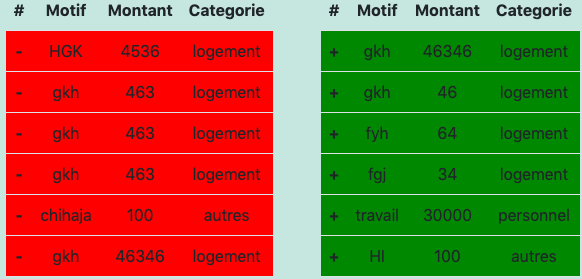 # Motif Montant Categorie
- HGK 4536 logement
- gkh 463 logement
- gkh 463 logement
- gkh 463 logement
- chihaja 100 autres
- gkh 46346 logement
# Motif Montant Categorie
+ gkh 46346 logement
+ gkh 46 logement
+ fyh 64 logement
+ fgj 34 logement
+ travail 30000 personnel
+ HI 100 autres